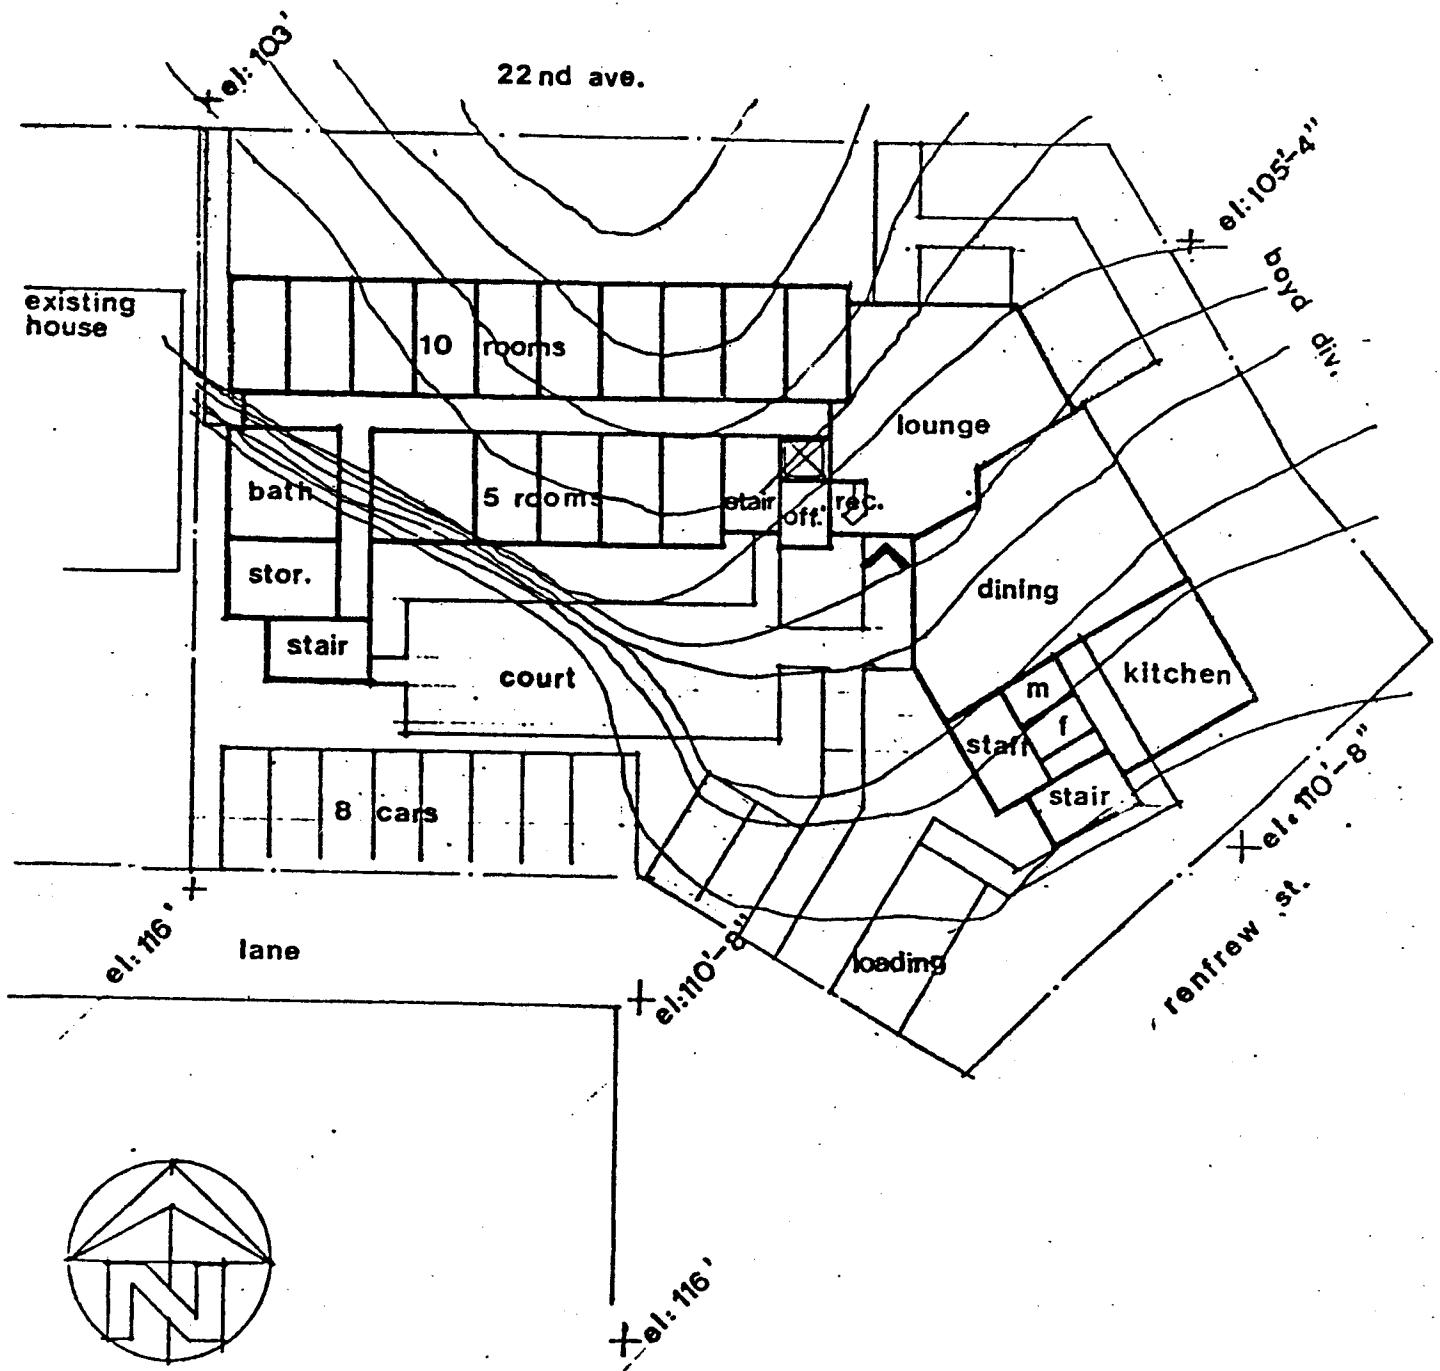 el: 103'
22nd ave.
el: 105'-4"
boyd div.
existing
house
10 rooms
lounge
bath
5 rooms
stair
off.
rec.
stor.
dining
stair
court
m
kitchen
f
staff
stair
8 cars
el: 110'-8"
el: 116'
lane
loading
el: 110'-8"
renfrew st.
N
el: 116'